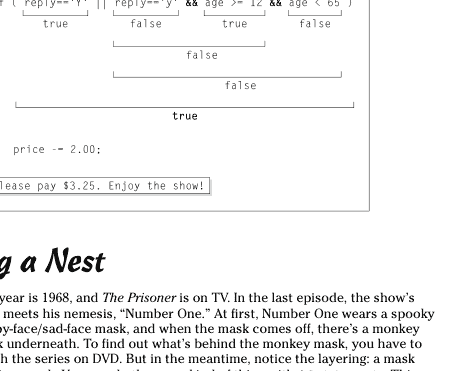 ( reply=='Y' || reply=='y' && age >= 12 && age < 65 )
true false true false
false
false
true
price -= 2.00;
lease pay $3.25. Enjoy the show!
g a Nest
year is 1968, and The Prisoner is on TV. In the last episode, the show's
meets his nemesis, “Number One.” At first, Number One wears a spooky
py-face/sad-face mask, and when the mask comes off, there's a monkey
underneath. To find out what's behind the monkey mask, you have to
the series on DVD. But in the meantime, notice the layering: a mask